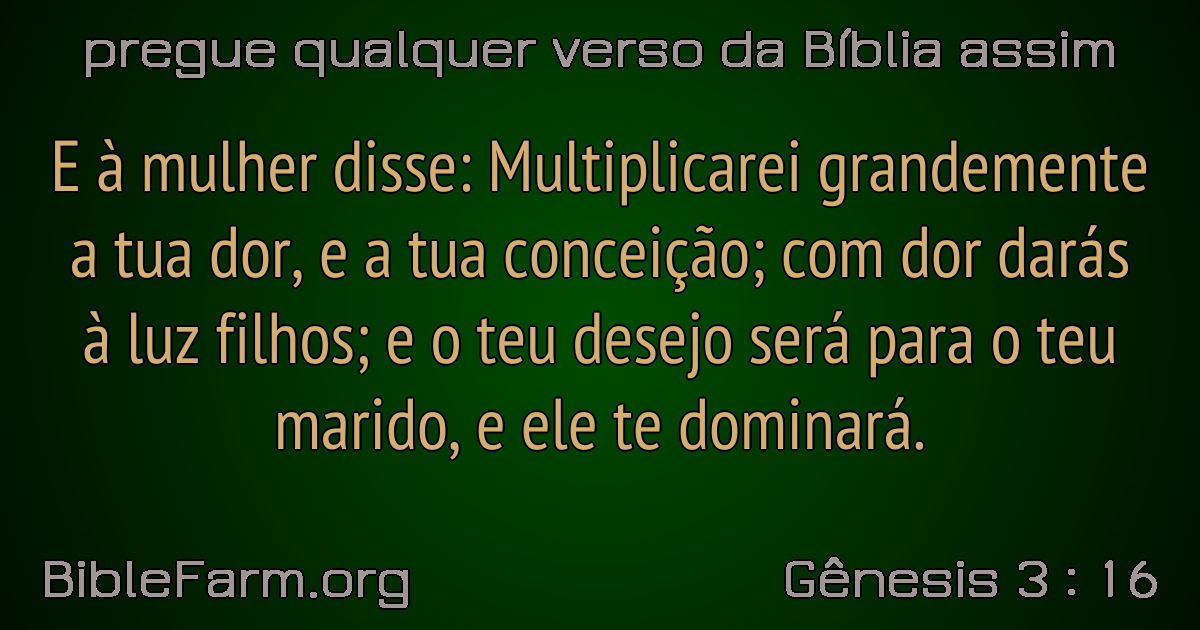 pregue qualquer verso da Bíblia assim
E à mulher disse: Multiplicarei grandemente
a tua dor, e a tua conceição; com dor darás
à luz filhos; e o teu desejo será para o teu
marido, e ele te dominará.
BibleFarm.org
Gênesis 3 : 16